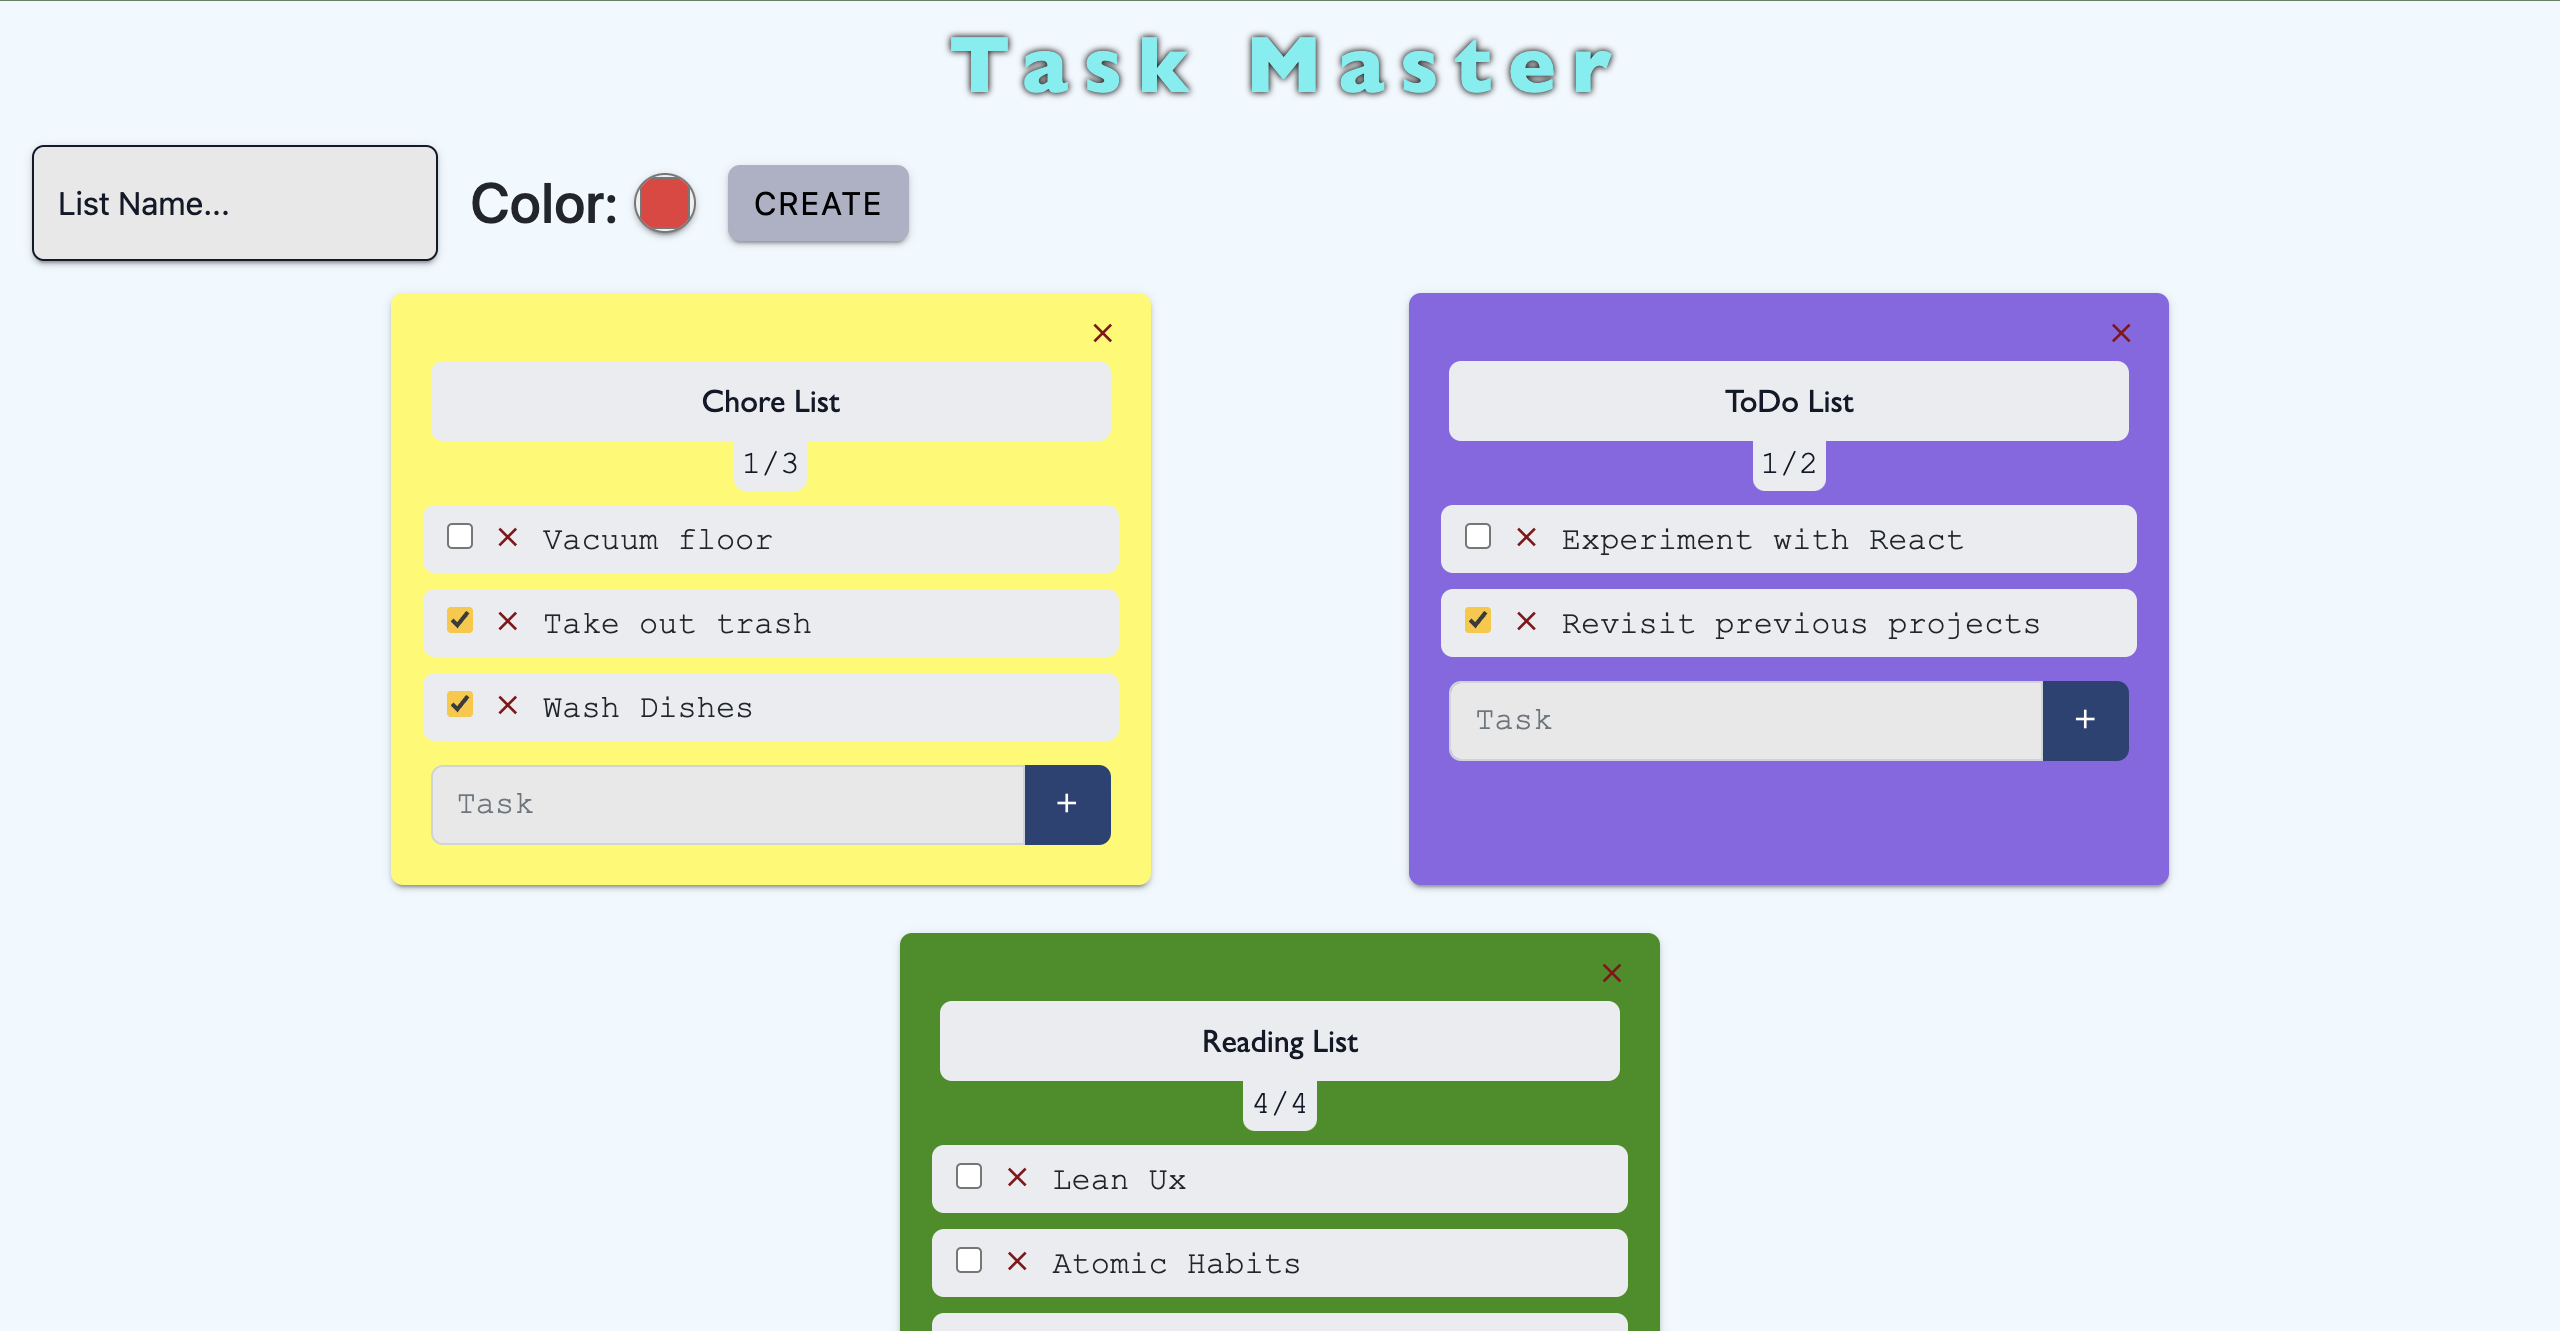 Task Master
List Name...
Color:
CREATE
Chore List
1/3
Vacuum floor
Take out trash
Wash Dishes
Task
+
ToDo List
1/2
Experiment with React
Revisit previous projects
Task
+
Reading List
4/4
Lean Ux
Atomic Habits